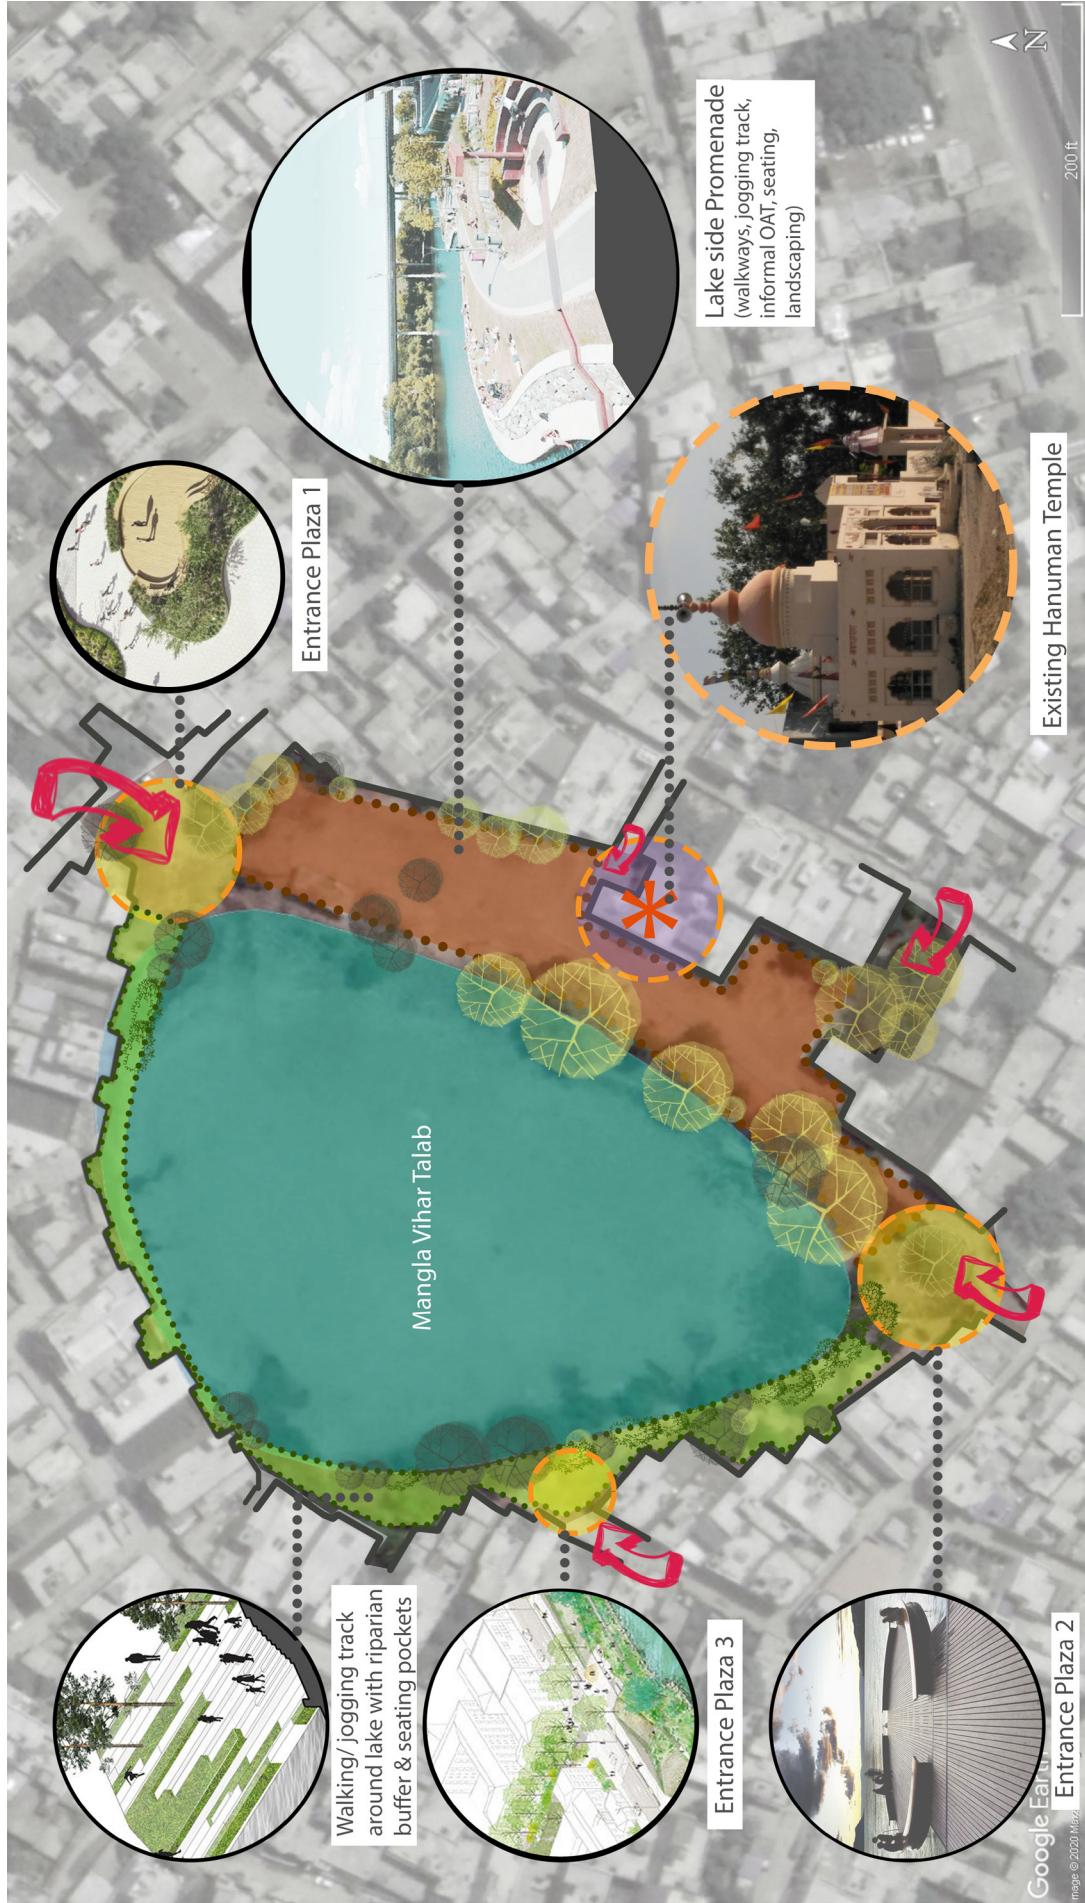 Walking/ jogging track
around lake with riparian
buffer & seating pockets
Entrance Plaza 3
Entrance Plaza 2
Mangla Vihar Talab
Entrance Plaza 1
Lake side Promenade
(walkways, jogging track,
informal OAT, seating,
landscaping)
Existing Hanuman Temple
N
200 ft
Google Earth
© 2020